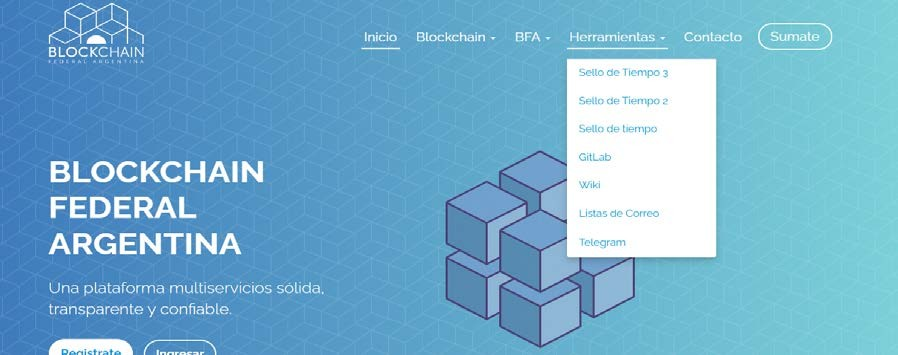 BLOCKCHAIN
FEDERAL ARGENTINA
Inicio Blockchain BFA Herramientas Contacto Sumate
Sello de Tiempo 3
Sello de Tiempo 2
Sello de tiempo
GitLab
Wiki
Listas de Correo
Telegram
BLOCKCHAIN
FEDERAL
ARGENTINA
Una plataforma multiservicios sólida,
transparente y confiable.
Registrate Ingresar